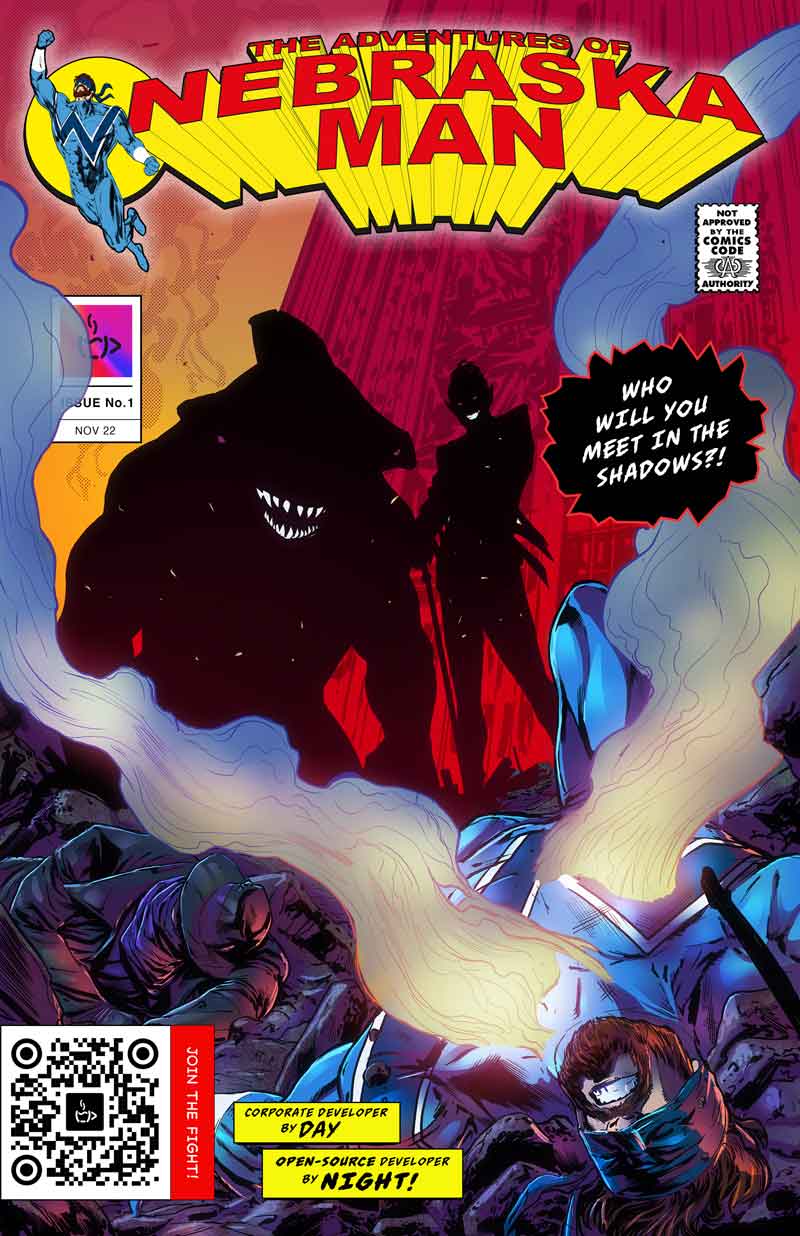 THE ADVENTURES OF
NEBRASKA
MAN
N
NOT
APPROVED
BY THE
COMICS
CODE
AUTHORITY
ISSUE No.1
NOV 22
WHO
WILL YOU
MEET IN THE
SHADOWS?!
JOIN THE FIGHT!
CORPORATE DEVELOPER
BY DAY
OPEN-SOURCE DEVELOPER
BY NIGHT!